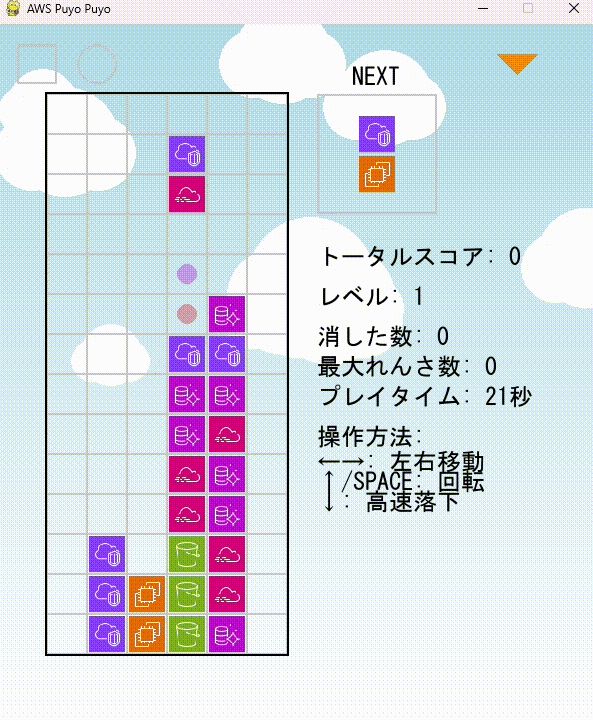 AWS Puyo Puyo
NEXT
トータルスコア: 0
レベル: 1
消した数: 0
最大れんさ数: 0
プレイタイム: 21秒
操作方法:
←→: 左右移動
↑/SPACE: 回転
↓: 高速落下